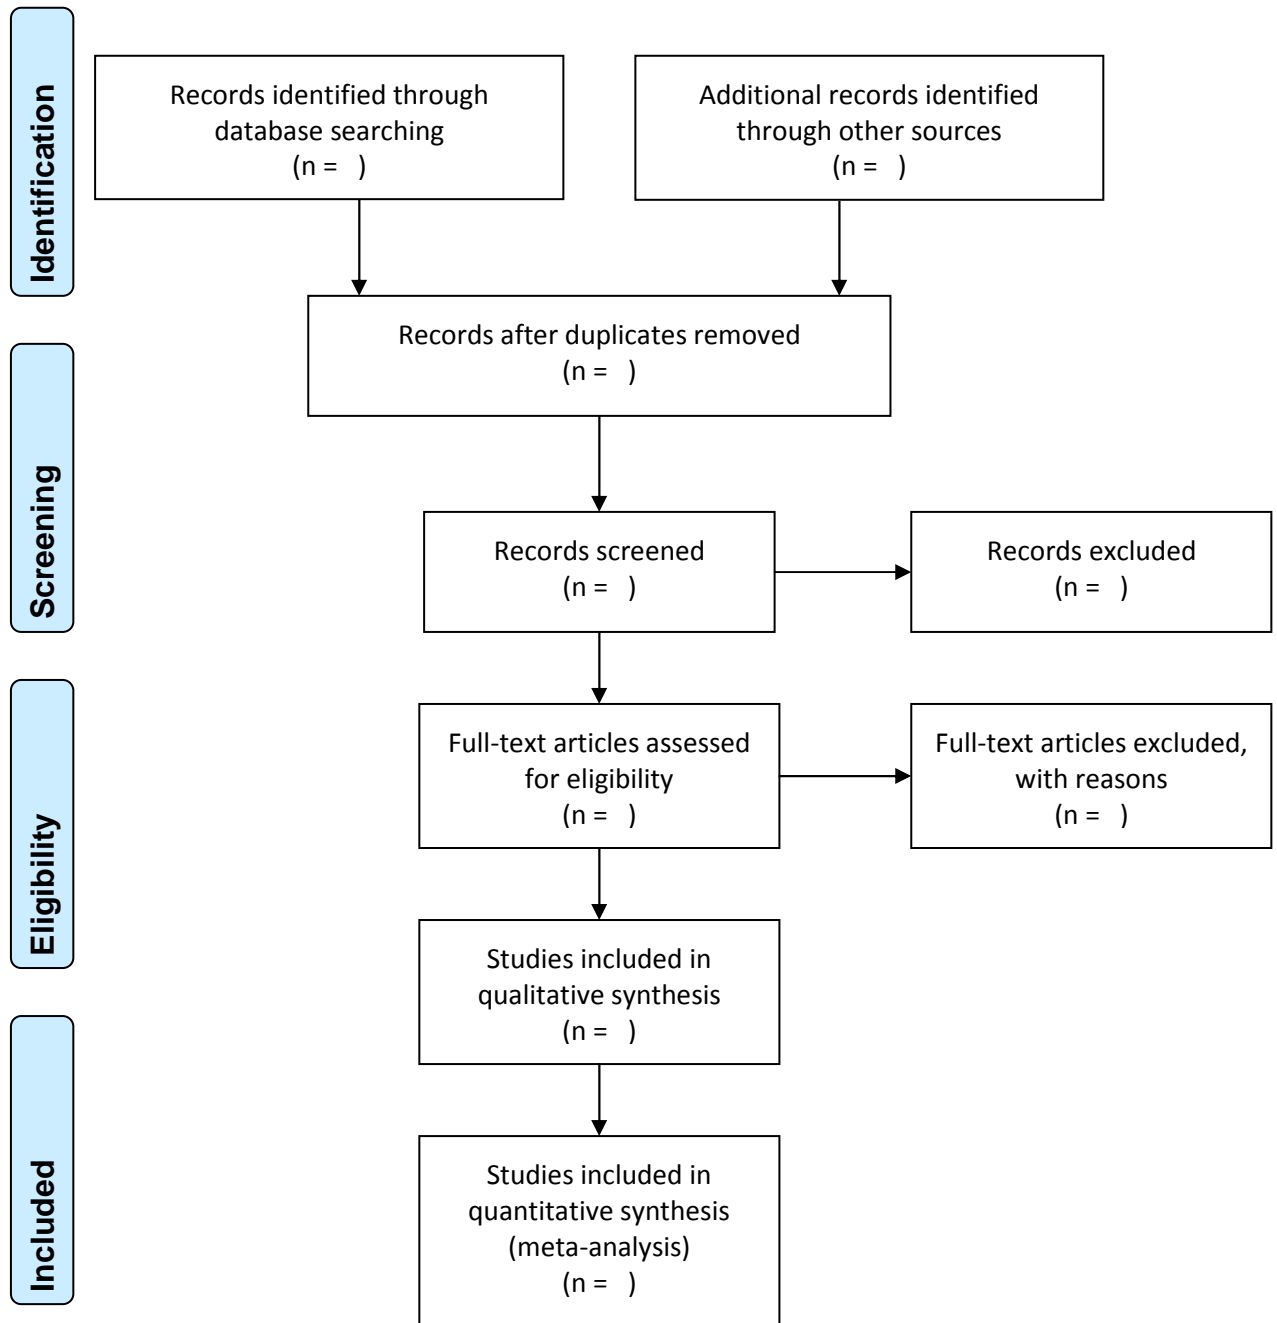 Identification
Records identified through
database searching
(n =   )
Additional records identified
through other sources
(n =   )
Records after duplicates removed
(n =   )
Screening
Records screened
(n =   )
Records excluded
(n =   )
Eligibility
Full-text articles assessed
for eligibility
(n =   )
Full-text articles excluded,
with reasons
(n =   )
Studies included in
qualitative synthesis
(n =   )
Included
Studies included in
quantitative synthesis
(meta-analysis)
(n =   )